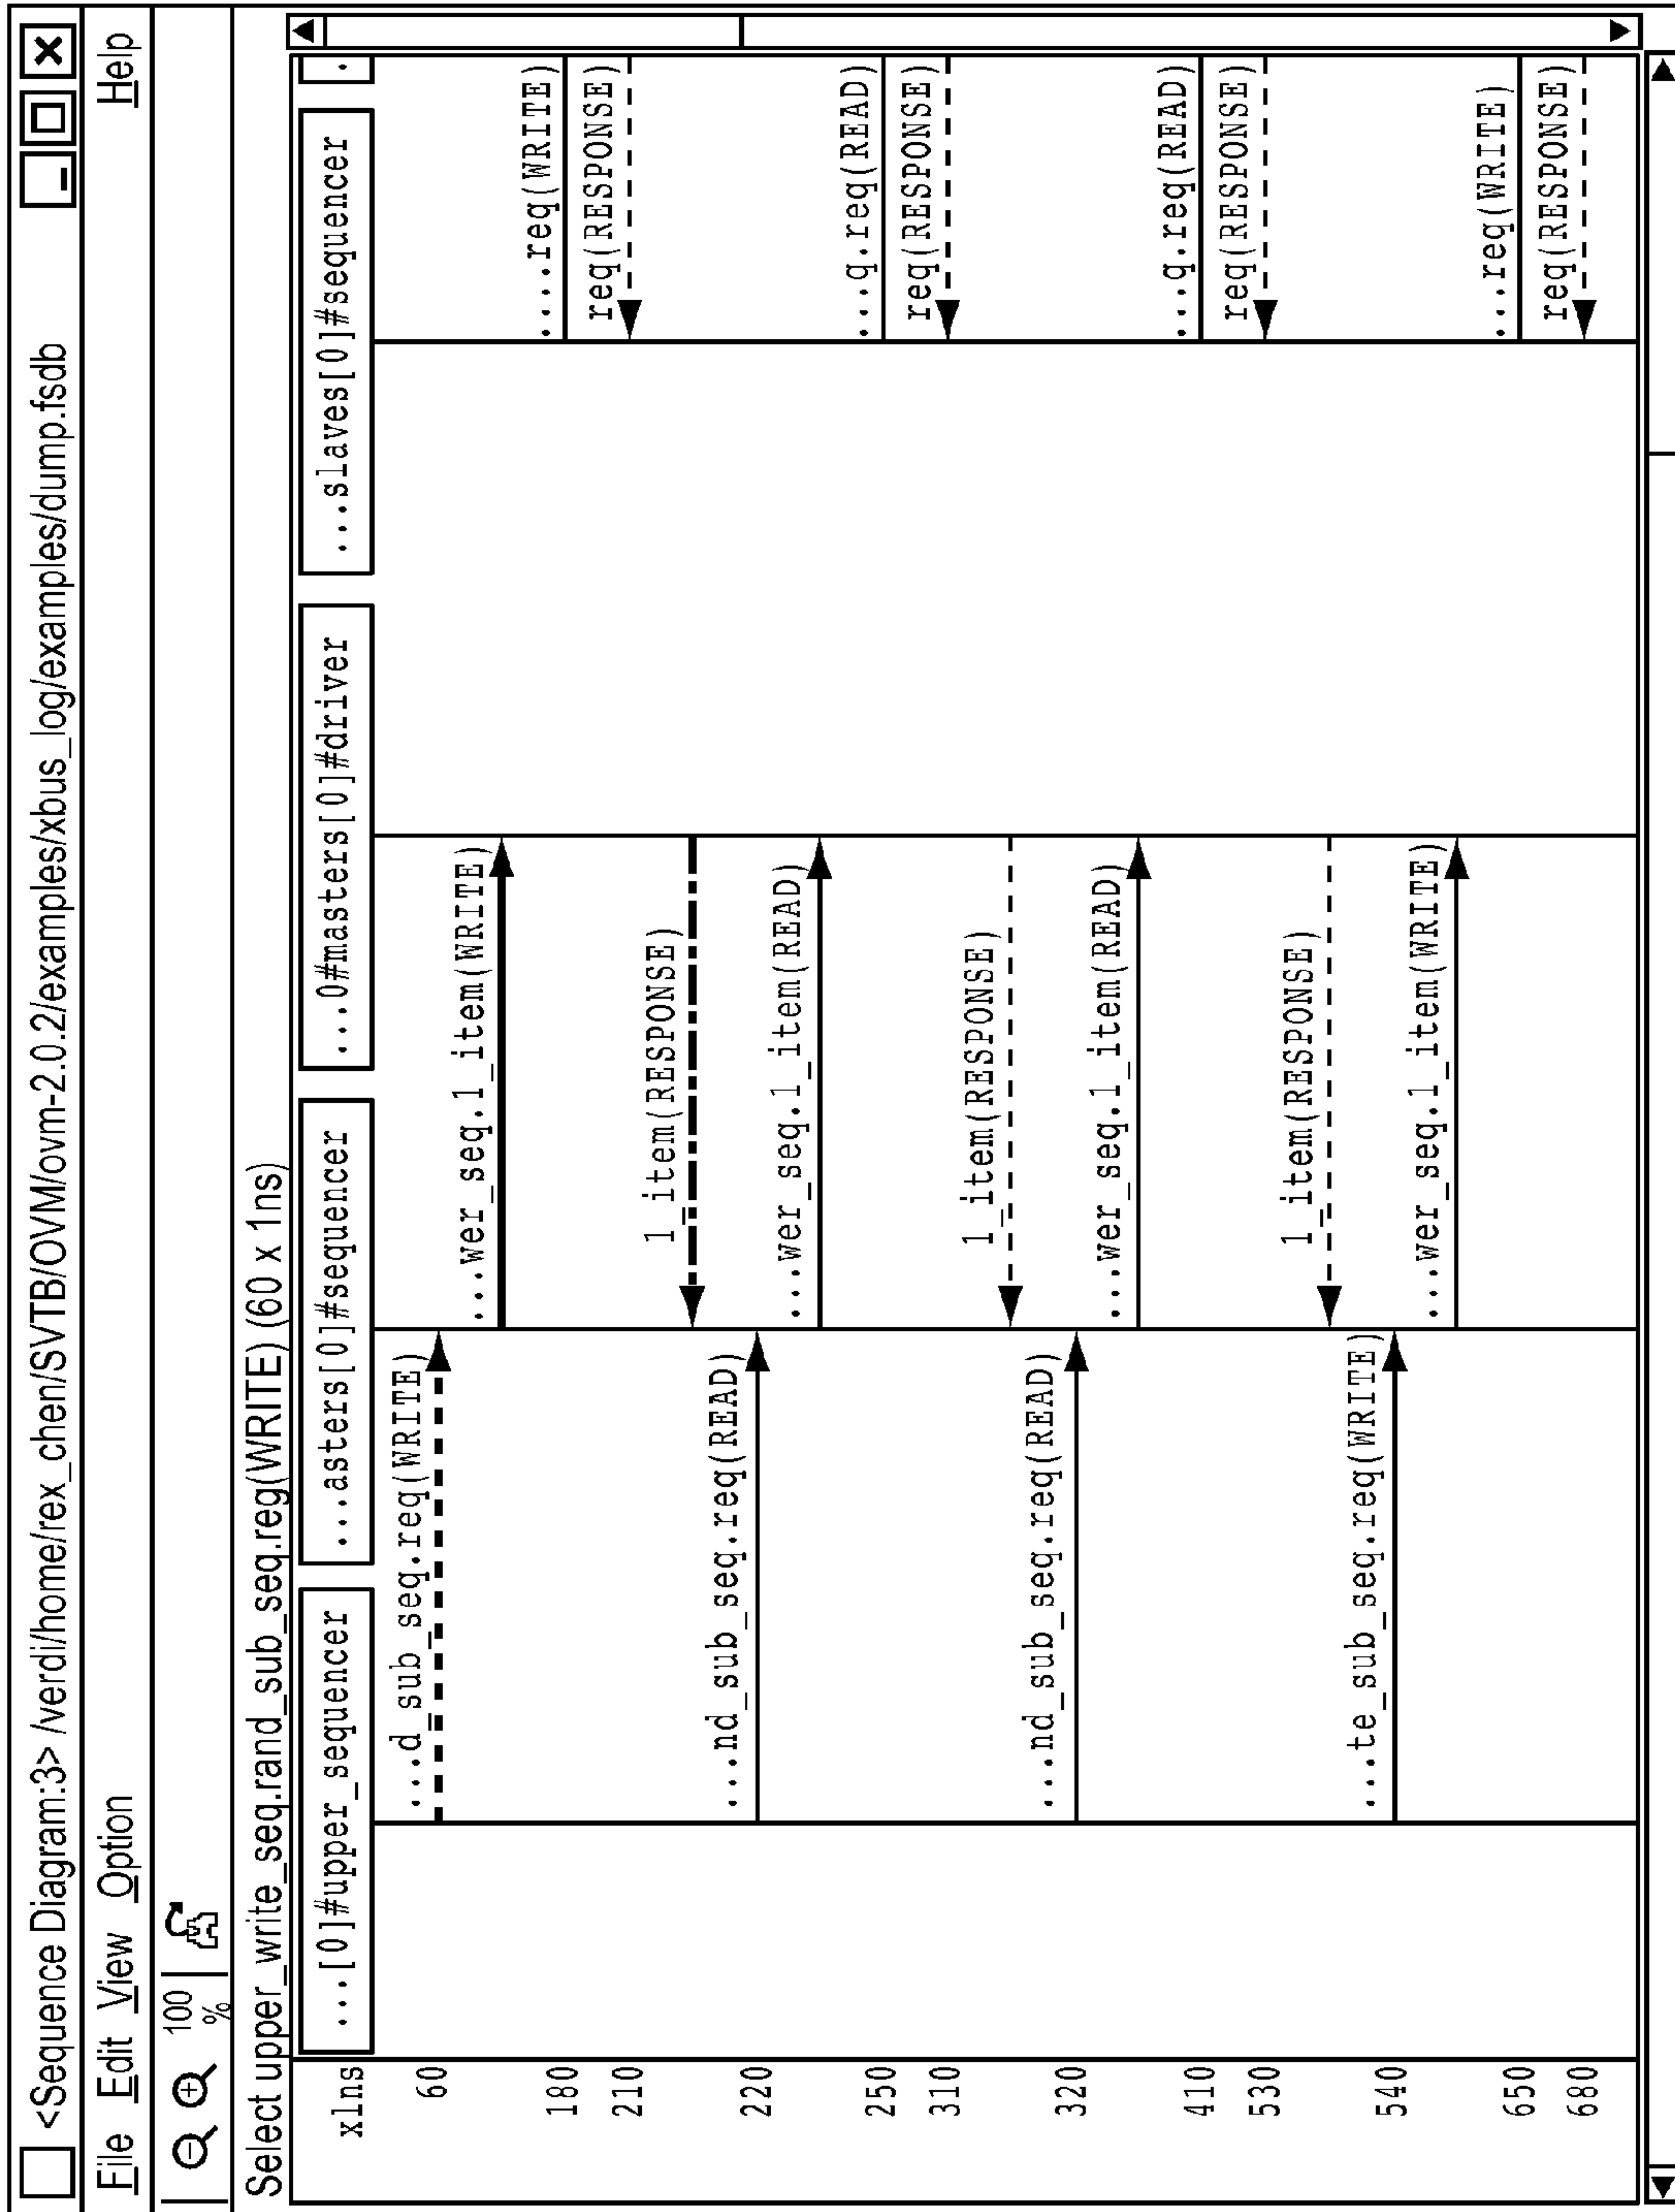 <Sequence Diagram:3> /verdi/home/rex_chen/SVTB/OVM/ovm-2.0.2/examples/xbus_log/examples/dump.fsdb
File Edit View Option Help
100 %
Select upper_write_seq.rand_sub_seq.reg(WRITE) (60 x 1ns)
xlns ...[0]#upper_sequencer ...asters[0]#sequencer ...0#masters[0]#driver ...slaves[0]#sequencer .
...d_sub_seq.req(WRITE)
60
...wer_seq.1_item(WRITE)
....req(WRITE)
180
req(RESPONSE)
210
1_item(RESPONSE)
...nd_sub_seq.req(READ)
220
...wer_seq.1_item(READ)
...q.req(READ)
250
req(RESPONSE)
310
1_item(RESPONSE)
...nd_sub_seq.req(READ)
320
...wer_seq.1_item(READ)
...q.req(READ)
410
req(RESPONSE)
530
1_item(RESPONSE)
...te_sub_seq.req(WRITE)
540
...wer_seq.1_item(WRITE)
...req(WRITE)
650
req(RESPONSE)
680